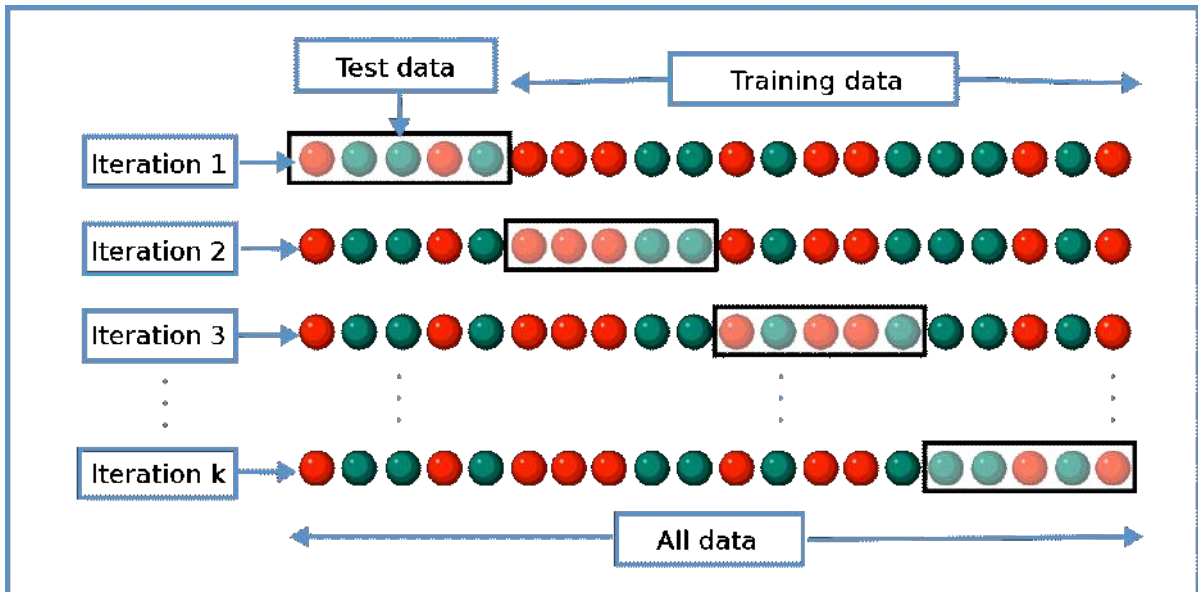 Test data
Training data
Iteration 1
Iteration 2
Iteration 3
Iteration k
All data